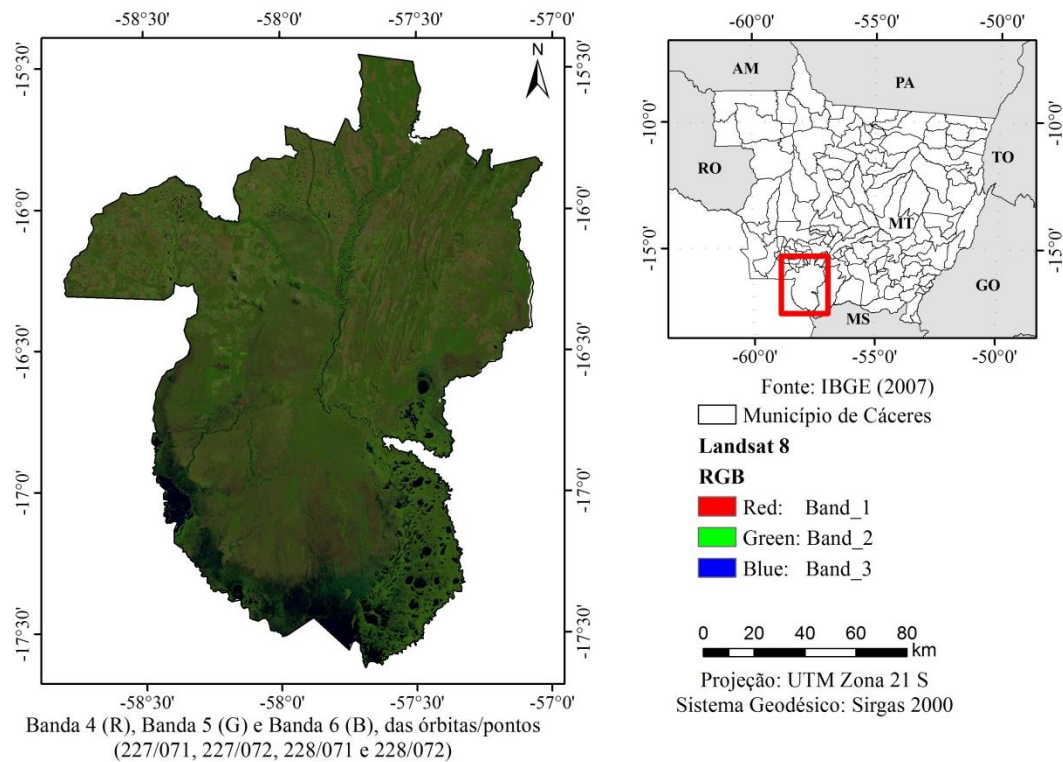 -58°30'
-58°0'
-57°30'
-57°0'
N
-15°30'
-15°30'
-16°0'
-16°0'
-16°30'
-16°30'
-17°0'
-17°0'
-17°30'
-17°30'
-58°30'
-58°0'
-57°30'
-57°0'
Banda 4 (R), Banda 5 (G) e Banda 6 (B), das órbitas/pontos
(227/071, 227/072, 228/071 e 228/072)
-60°0'
-55°0'
-50°0'
AM
PA
-10°0'
-10°0'
RO
TO
MT
-15°0'
-15°0'
GO
MS
-60°0'
-55°0'
-50°0'
Fonte: IBGE (2007)
Município de Cáceres
Landsat 8
RGB
Red: Band_1
Green: Band_2
Blue: Band_3
0 20 40 60 80
km
Projeção: UTM Zona 21 S
Sistema Geodésico: Sirgas 2000